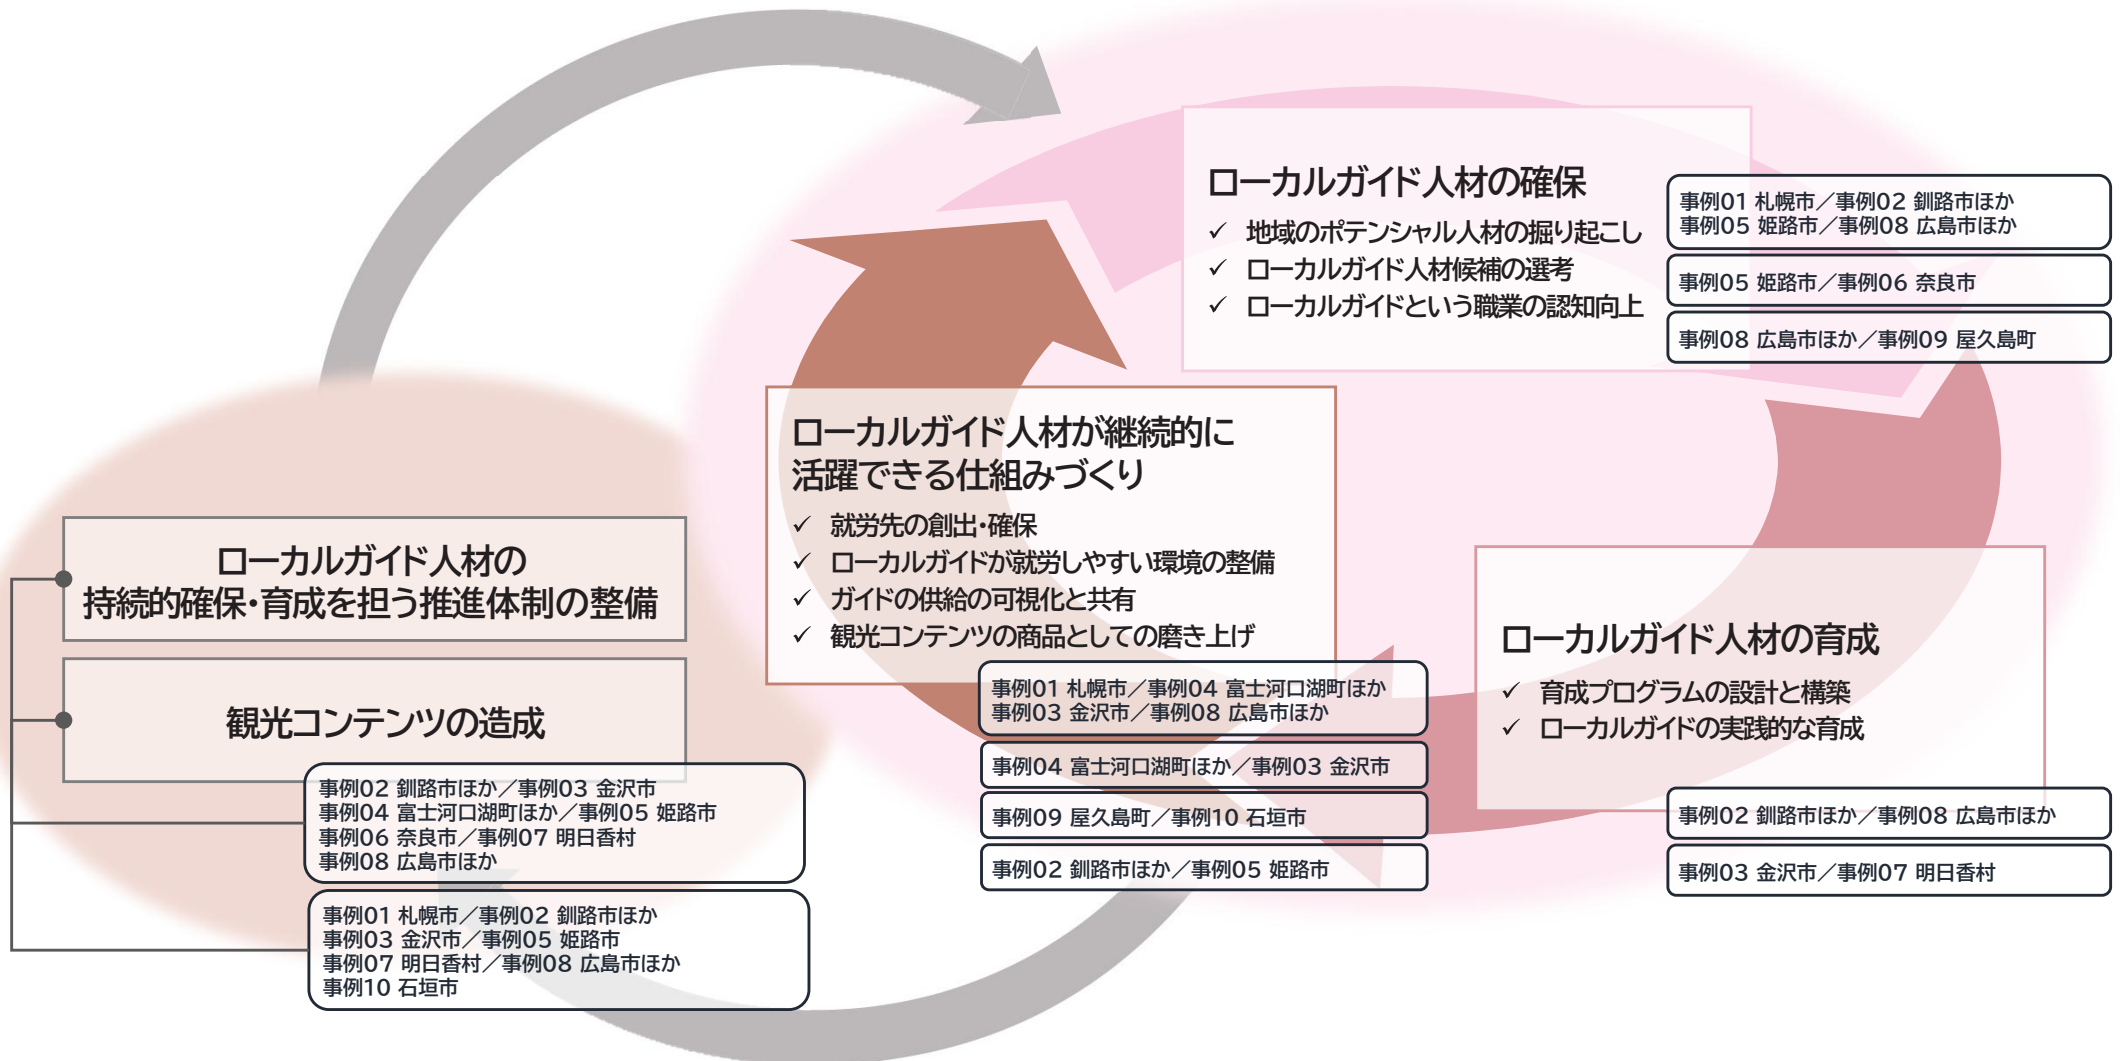 ローカルガイド人材の確保
✓ 地域のポテンシャル人材の掘り起こし
✓ ローカルガイド人材候補の選考
✓ ローカルガイドという職業の認知向上
事例01 札幌市／事例02 釧路市ほか
事例05 姫路市／事例08 広島市ほか
事例05 姫路市／事例06 奈良市
事例08 広島市ほか／事例09 屋久島町
ローカルガイド人材が継続的に
活躍できる仕組みづくり
✓ 就労先の創出・確保
✓ ローカルガイドが就労しやすい環境の整備
✓ ガイドの供給の可視化と共有
✓ 観光コンテンツの商品としての磨き上げ
事例01 札幌市／事例04 富士河口湖町ほか
事例03 金沢市／事例08 広島市ほか
事例04 富士河口湖町ほか／事例03 金沢市
事例09 屋久島町／事例10 石垣市
事例02 釧路市ほか／事例05 姫路市
ローカルガイド人材の育成
✓ 育成プログラムの設計と構築
✓ ローカルガイドの実践的な育成
事例02 釧路市ほか／事例08 広島市ほか
事例03 金沢市／事例07 明日香村
ローカルガイド人材の
持続的確保・育成を担う推進体制の整備
観光コンテンツの造成
事例02 釧路市ほか／事例03 金沢市
事例04 富士河口湖町ほか／事例05 姫路市
事例06 奈良市／事例07 明日香村
事例08 広島市ほか
事例01 札幌市／事例02 釧路市ほか
事例03 金沢市／事例05 姫路市
事例07 明日香村／事例08 広島市ほか
事例10 石垣市